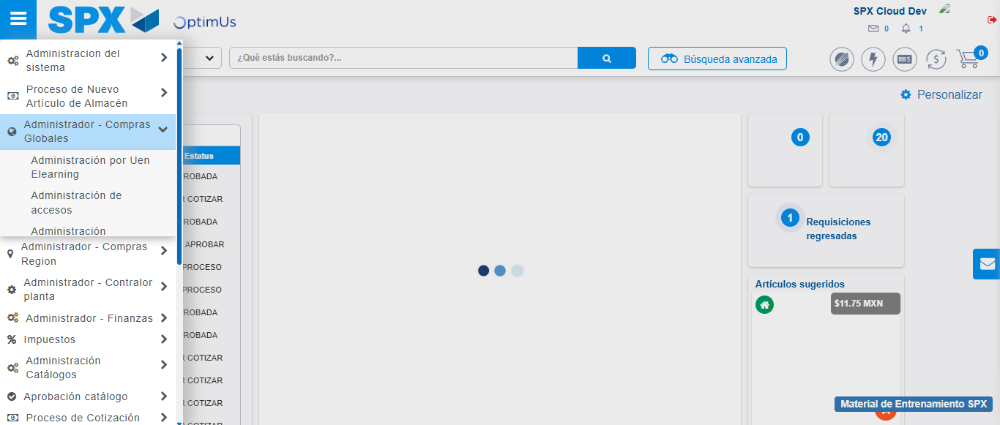 SPX
OptimUs
SPX Cloud Dev
0
1
¿Qué estás buscando?...
Búsqueda avanzada
0
Personalizar
Administracion del
sistema
Proceso de Nuevo
Artículo de Almacén
Administrador - Compras
Globales
Administración por Uen
Elearning
Administración de
accesos
Administración
Administrador - Compras
Region
Administrador - Contralor
planta
Administrador - Finanzas
Impuestos
Administración
Catálogos
Aprobación catálogo
Proceso de Cotización
Estatus
ROBADA
COTIZAR
ROBADA
APROBAR
PROCESO
PROCESO
ROBADA
ROBADA
COTIZAR
COTIZAR
COTIZAR
COTIZAR
0
20
1
Requisiciones
regresadas
Artículos sugeridos
$11.75 MXN
Material de Entrenamiento SPX